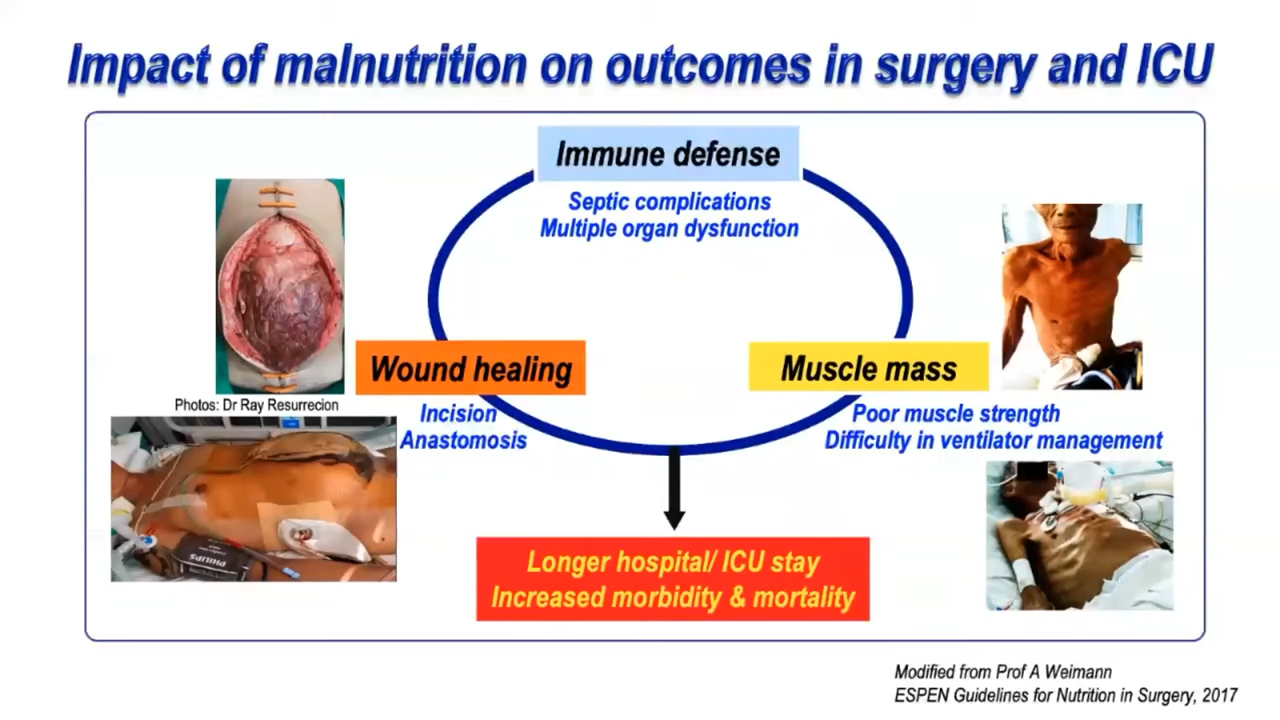 Impact of malnutrition on outcomes in surgery and ICU
Immune defense
Septic complications
Multiple organ dysfunction
Wound healing
Incision
Anastomosis
Muscle mass
Poor muscle strength
Difficulty in ventilator management
Photos: Dr Ray Resurrecion
PHILIPS
Longer hospital/ ICU stay
Increased morbidity & mortality
Modified from Prof A Weimann
ESPEN Guidelines for Nutrition in Surgery, 2017